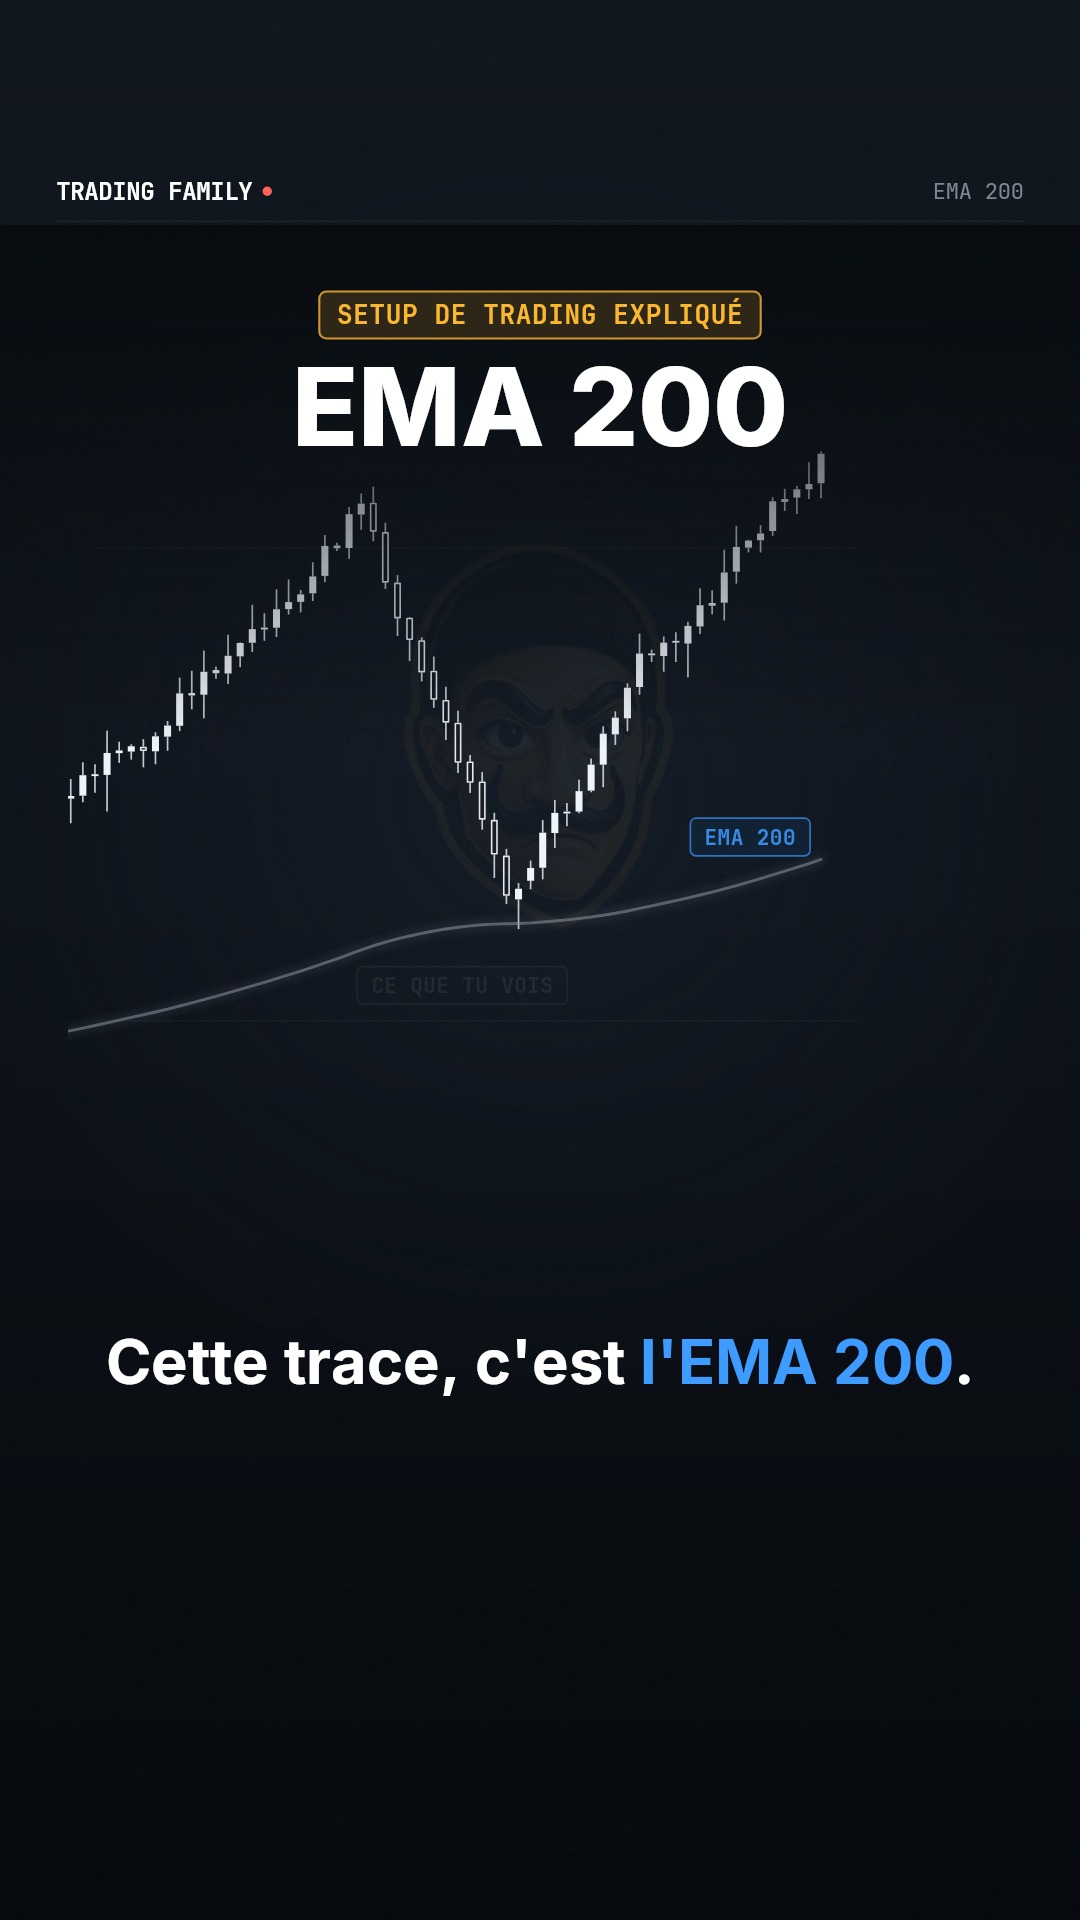 TRADING FAMILY
EMA 200
SETUP DE TRADING EXPLIQUÉ
EMA 200
EMA 200
CE QUE TU VOIS
Cette trace, c'est l'EMA 200.